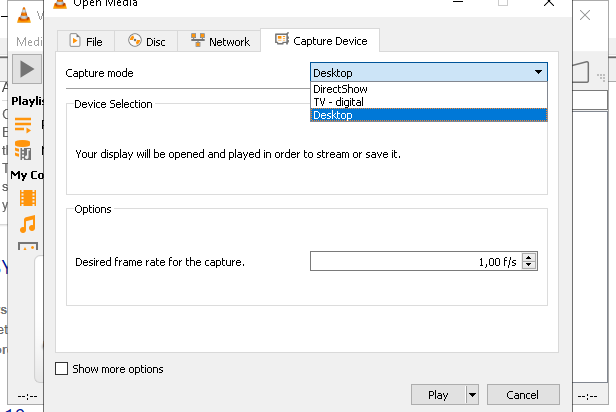 Open Media
Medi
File
Disc
Network
Capture Device
Capture mode
Desktop
DirectShow
TV - digital
Desktop
Device Selection
Your display will be opened and played in order to stream or save it.
Options
Desired frame rate for the capture.
1,00 f/s
Show more options
Play
Cancel
Playlis
My Co
--:--
--:--